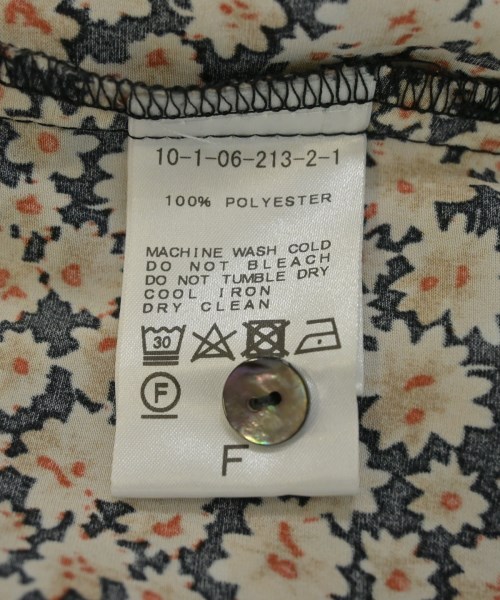 10-1-06-213-2-1
100% POLYESTER
MACHINE WASH COLD
DO NOT BLEACH
DO NOT TUMBLE DRY
COOL IRON
DRY CLEAN
30
F
F